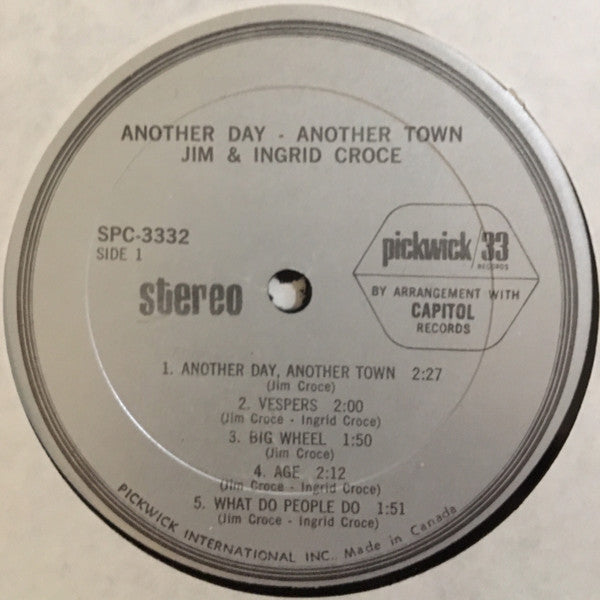 ANOTHER DAY - ANOTHER TOWN
JIM & INGRID CROCE
SPC-3332
SIDE 1
stereo
pickwick/33
RECORDS
BY ARRANGEMENT WITH
CAPITOL
RECORDS
1. ANOTHER DAY, ANOTHER TOWN 2:27
(Jim Croce)
2. VESPERS 2:00
(Jim Croce - Ingrid Croce)
3. BIG WHEEL 1:50
(Jim Croce)
4. AGE 2:12
(Jim Croce - Ingrid Croce)
5. WHAT DO PEOPLE DO 1:51
(Jim Croce - Ingrid Croce)
PICKWICK INTERNATIONAL INC. Made in Canada